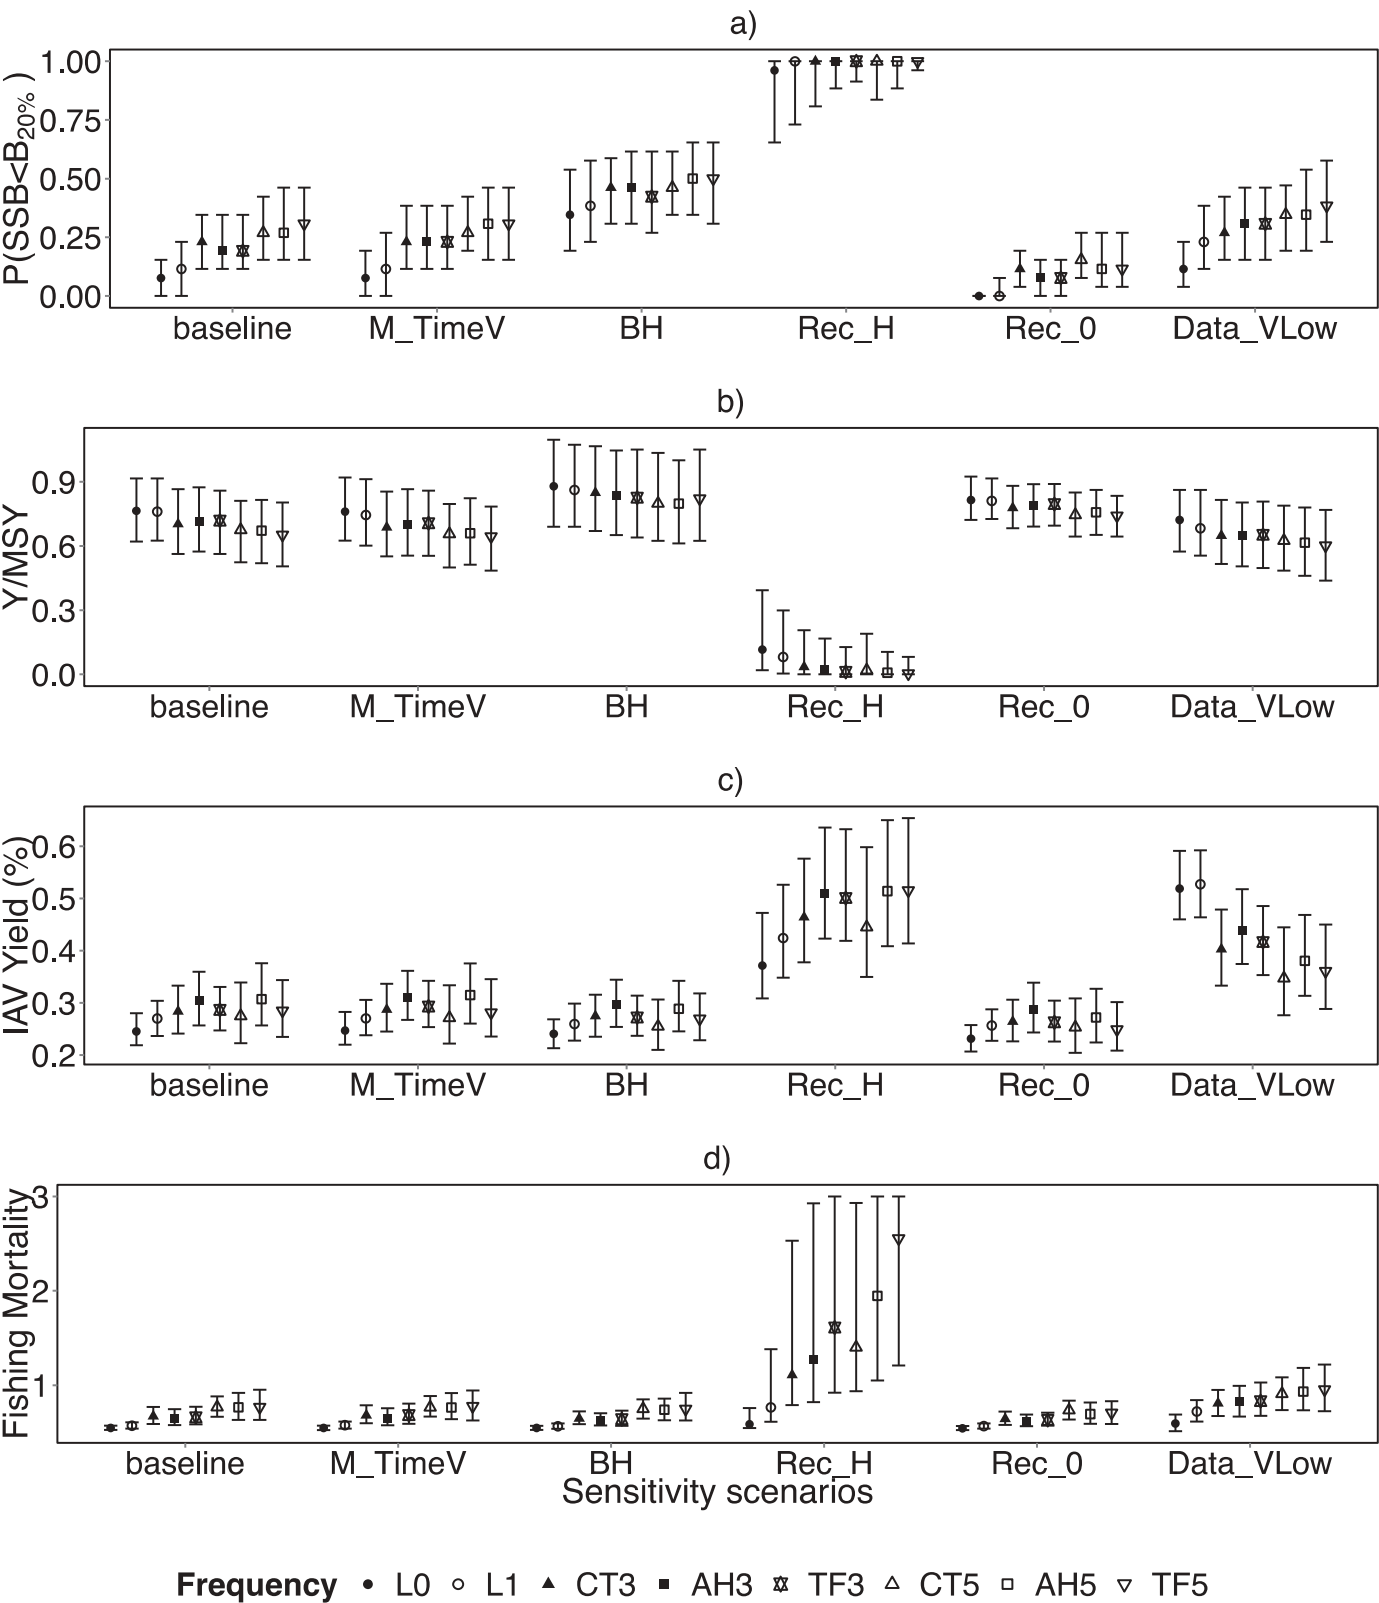 a)
P(SSB<B20% )
1.00
0.75
0.50
0.25
0.00
baseline M_TimeV BH Rec_H Rec_0 Data_VLow
b)
Y/MSY
0.9
0.6
0.3
0.0
baseline M_TimeV BH Rec_H Rec_0 Data_VLow
c)
IAV Yield (%)
0.6
0.5
0.4
0.3
0.2
baseline M_TimeV BH Rec_H Rec_0 Data_VLow
d)
Fishing Mortality
3
2
1
baseline M_TimeV BH Rec_H Rec_0 Data_VLow
Sensitivity scenarios
Frequency L0 L1 CT3 AH3 TF3 CT5 AH5 TF5